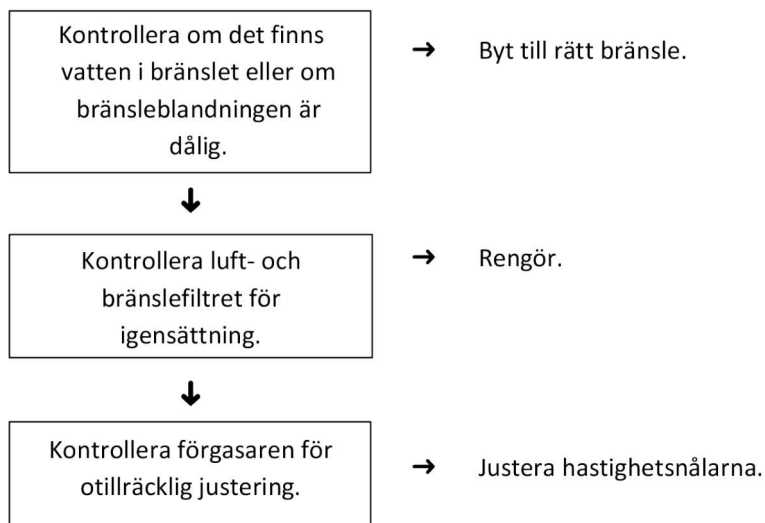 Kontrollera om det finns
vatten i bränslet eller om
bränsleblandningen är
dålig.
→ Byt till rätt bränsle.
↓
Kontrollera luft- och
bränslefiltret för
igensättning.
→ Rengör.
↓
Kontrollera förgasaren för
otillräcklig justering.
→ Justera hastighetsnålarna.